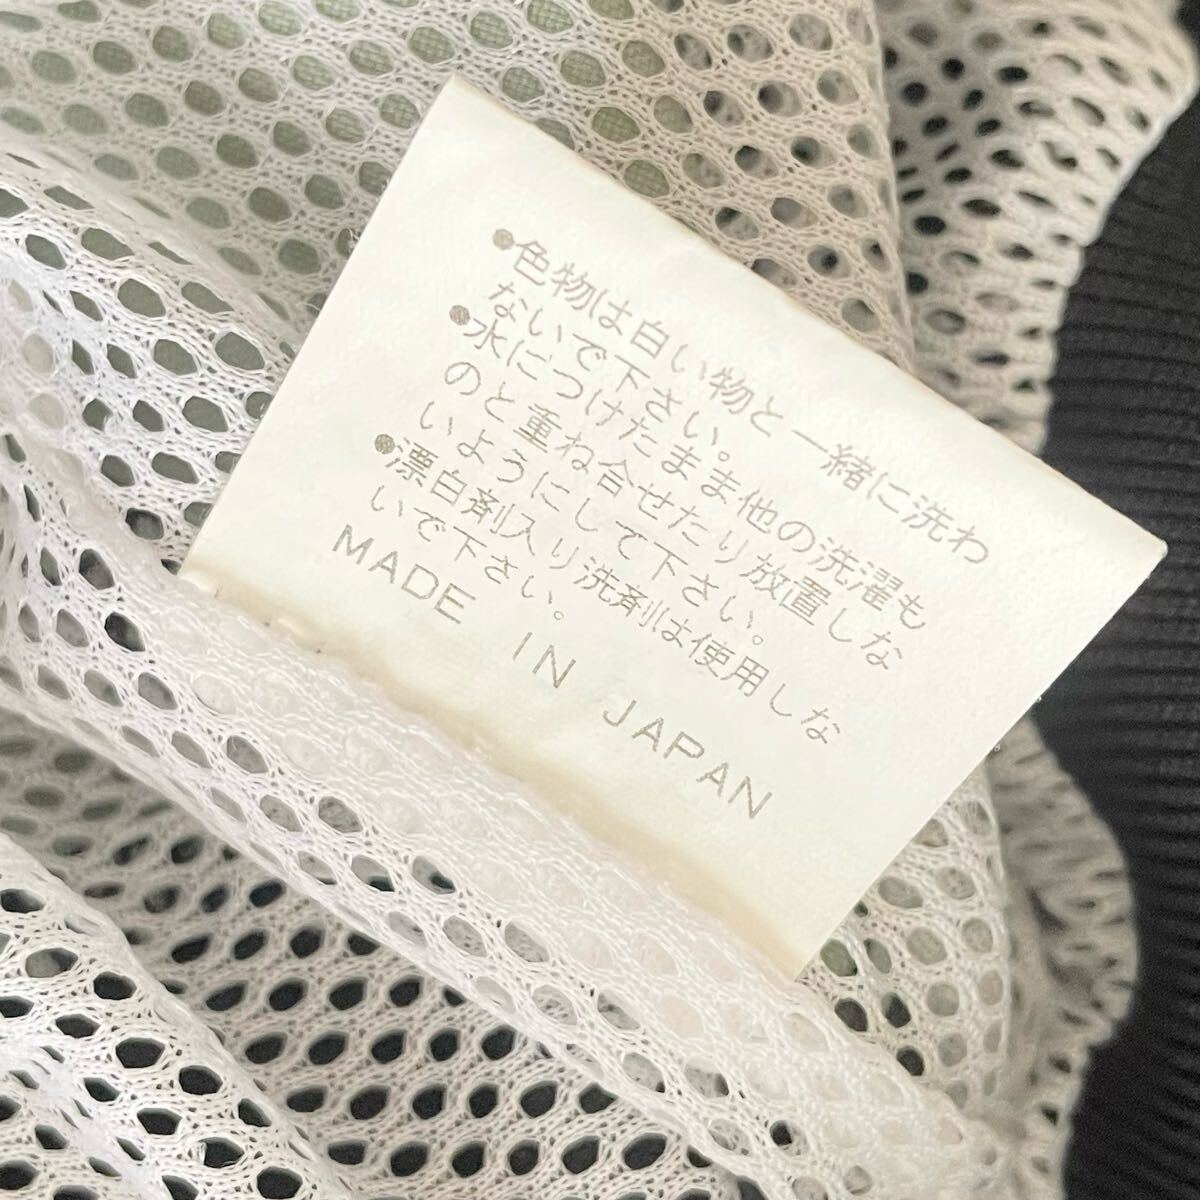 ●色物は白い物と一緒に洗わ
ないで下さい。
●水につけたまま他の洗濯も
のと重ね合せたり放置しな
いようにして下さい。
●漂白剤入り洗剤は使用しな
いで下さい。
MADE IN JAPAN